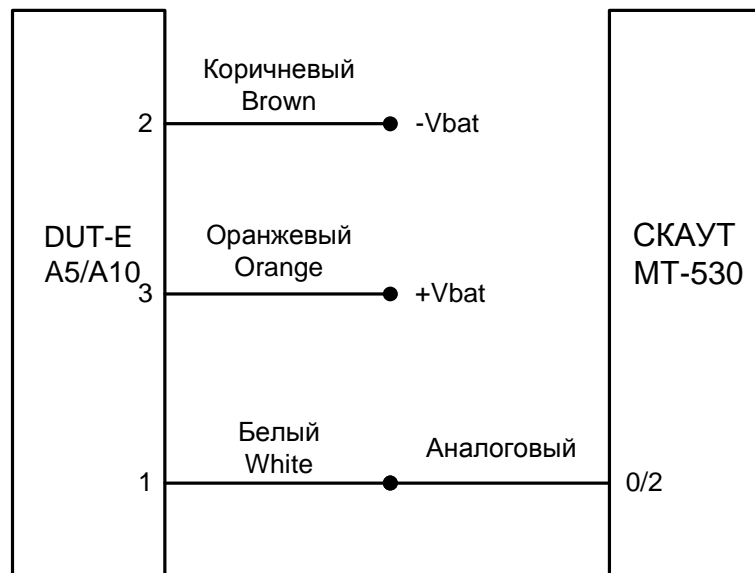 Коричневый
Brown
2
-Vbat
DUT-E
A5/A10
Оранжевый
Orange
3
+Vbat
СКАУТ
МТ-530
Белый
White
Аналоговый
1
0/2